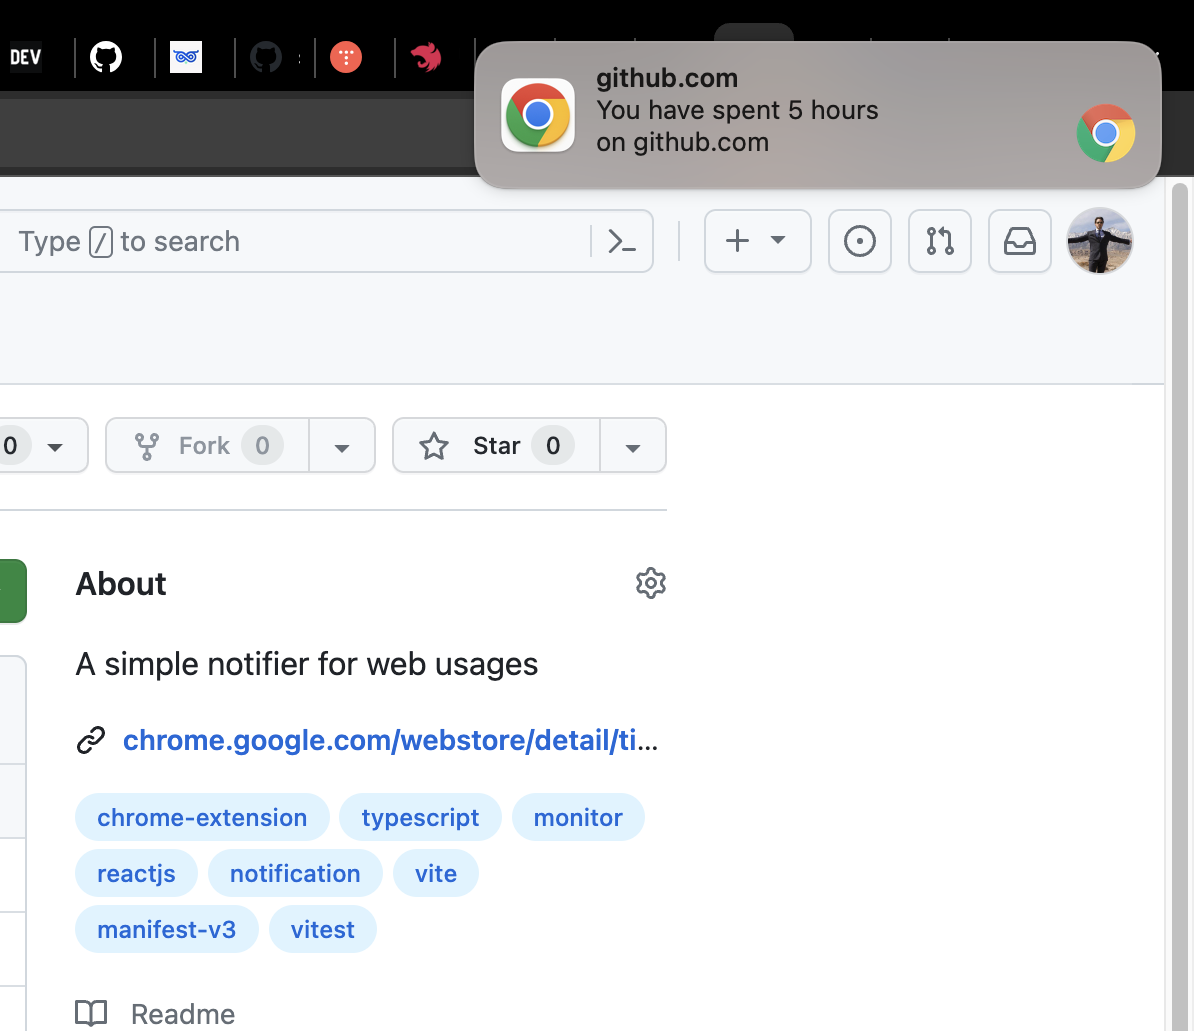 DEV
github.com
You have spent 5 hours
on github.com
Type / to search
0
Fork 0
Star 0
About
A simple notifier for web usages
chrome.google.com/webstore/detail/ti...
chrome-extension typescript monitor
reactjs notification vite
manifest-v3 vitest
Readme